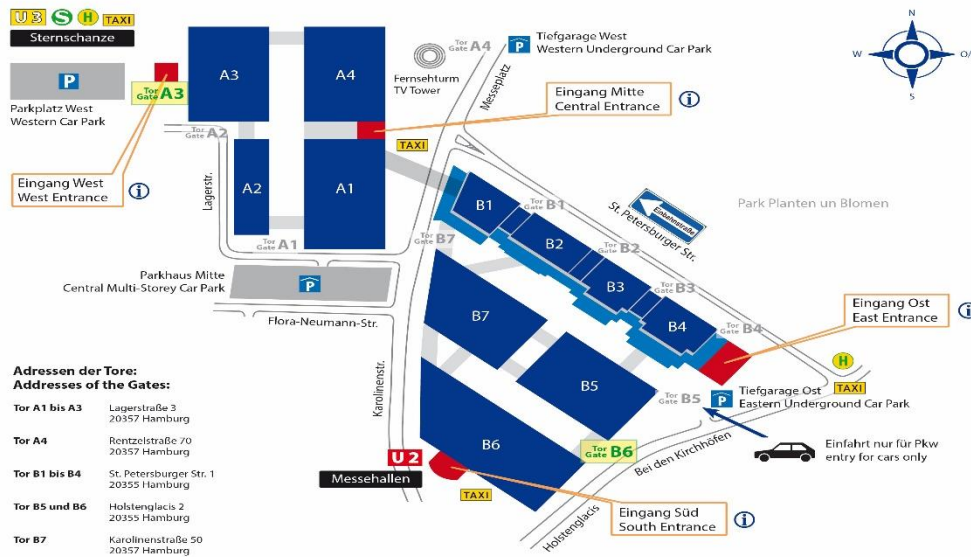 U3 S H TAXI
Sternschanze
P
Parkplatz West
Western Car Park
Tor
Gate A3
A3
A4
Fernsehturm
TV Tower
Tor
Gate A4
P
Tiefgarage West
Western Underground Car Park
N
W
O/
S
Messeplatz
Eingang Mitte
Central Entrance
i
TAXI
Tor
Gate A2
Eingang West
West Entrance
i
Lagerstr.
A2
A1
Tor
Gate A1
B1
Tor
Gate B1
Einbahnstraße
St. Petersburger Str.
Park Planten un Blomen
Tor
Gate B7
B2
Tor
Gate B2
B3
Tor
Gate B3
B4
Tor
Gate B4
Parkhaus Mitte
Central Multi-Storey Car Park
P
Flora-Neumann-Str.
Eingang Ost
East Entrance
i
B7
Karolinenstr.
B5
Tor
Gate B5
P
Tiefgarage Ost
Eastern Underground Car Park
H
TAXI
B6
Tor
Gate B6
Bei den Kirchhöfen
Einfahrt nur für Pkw
entry for cars only
U2
Messehallen
TAXI
Holstenglacis
Eingang Süd
South Entrance
i
Adressen der Tore:
Addresses of the Gates:
Tor A1 bis A3 Lagerstraße 3
20357 Hamburg
Tor A4 Rentzelstraße 70
20357 Hamburg
Tor B1 bis B4 St. Petersburger Str. 1
20355 Hamburg
Tor B5 und B6 Holstenglacis 2
20355 Hamburg
Tor B7 Karolinenstraße 50
20357 Hamburg